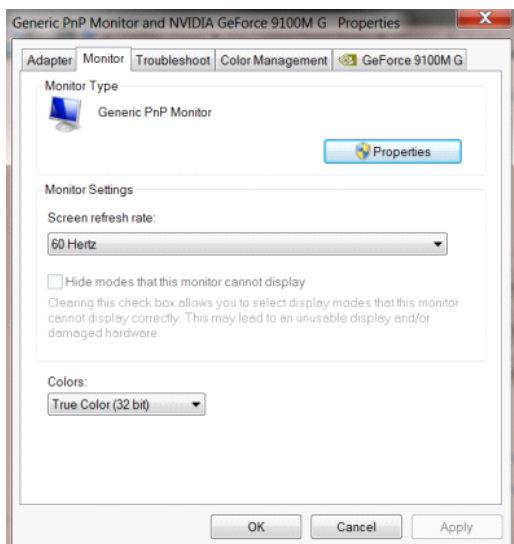 Generic PnP Monitor and NVIDIA GeForce 9100M G Properties
X
Adapter Monitor Troubleshoot Color Management GeForce 9100M G
Monitor Type
Generic PnP Monitor
Properties
Monitor Settings
Screen refresh rate:
60 Hertz
Hide modes that this monitor cannot display
Clearing this check box allows you to select display modes that this monitor
cannot display correctly. This may lead to an unusable display and/or
damaged hardware.
Colors:
True Color (32 bit)
OK Cancel Apply